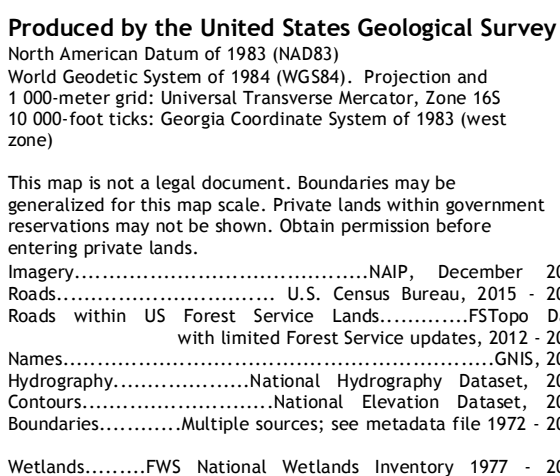 Produced by the United States Geological Survey
North American Datum of 1983 (NAD83)
World Geodetic System of 1984 (WGS84). Projection and
1 000-meter grid: Universal Transverse Mercator, Zone 16S
10 000-foot ticks: Georgia Coordinate System of 1983 (west
zone)
This map is not a legal document. Boundaries may be
generalized for this map scale. Private lands within government
reservations may not be shown. Obtain permission before
entering private lands.
Imagery.......................................NAIP, December
Roads............................. U.S. Census Bureau, 2015 -
Roads within US Forest Service Lands.............FSTopo
with limited Forest Service updates, 2012 -
Names.........................................................GNIS,
Hydrography....................National Hydrography Dataset,
Contours............................National Elevation Dataset,
Boundaries............Multiple sources; see metadata file 1972 -
Wetlands.........FWS National Wetlands Inventory 1977 -